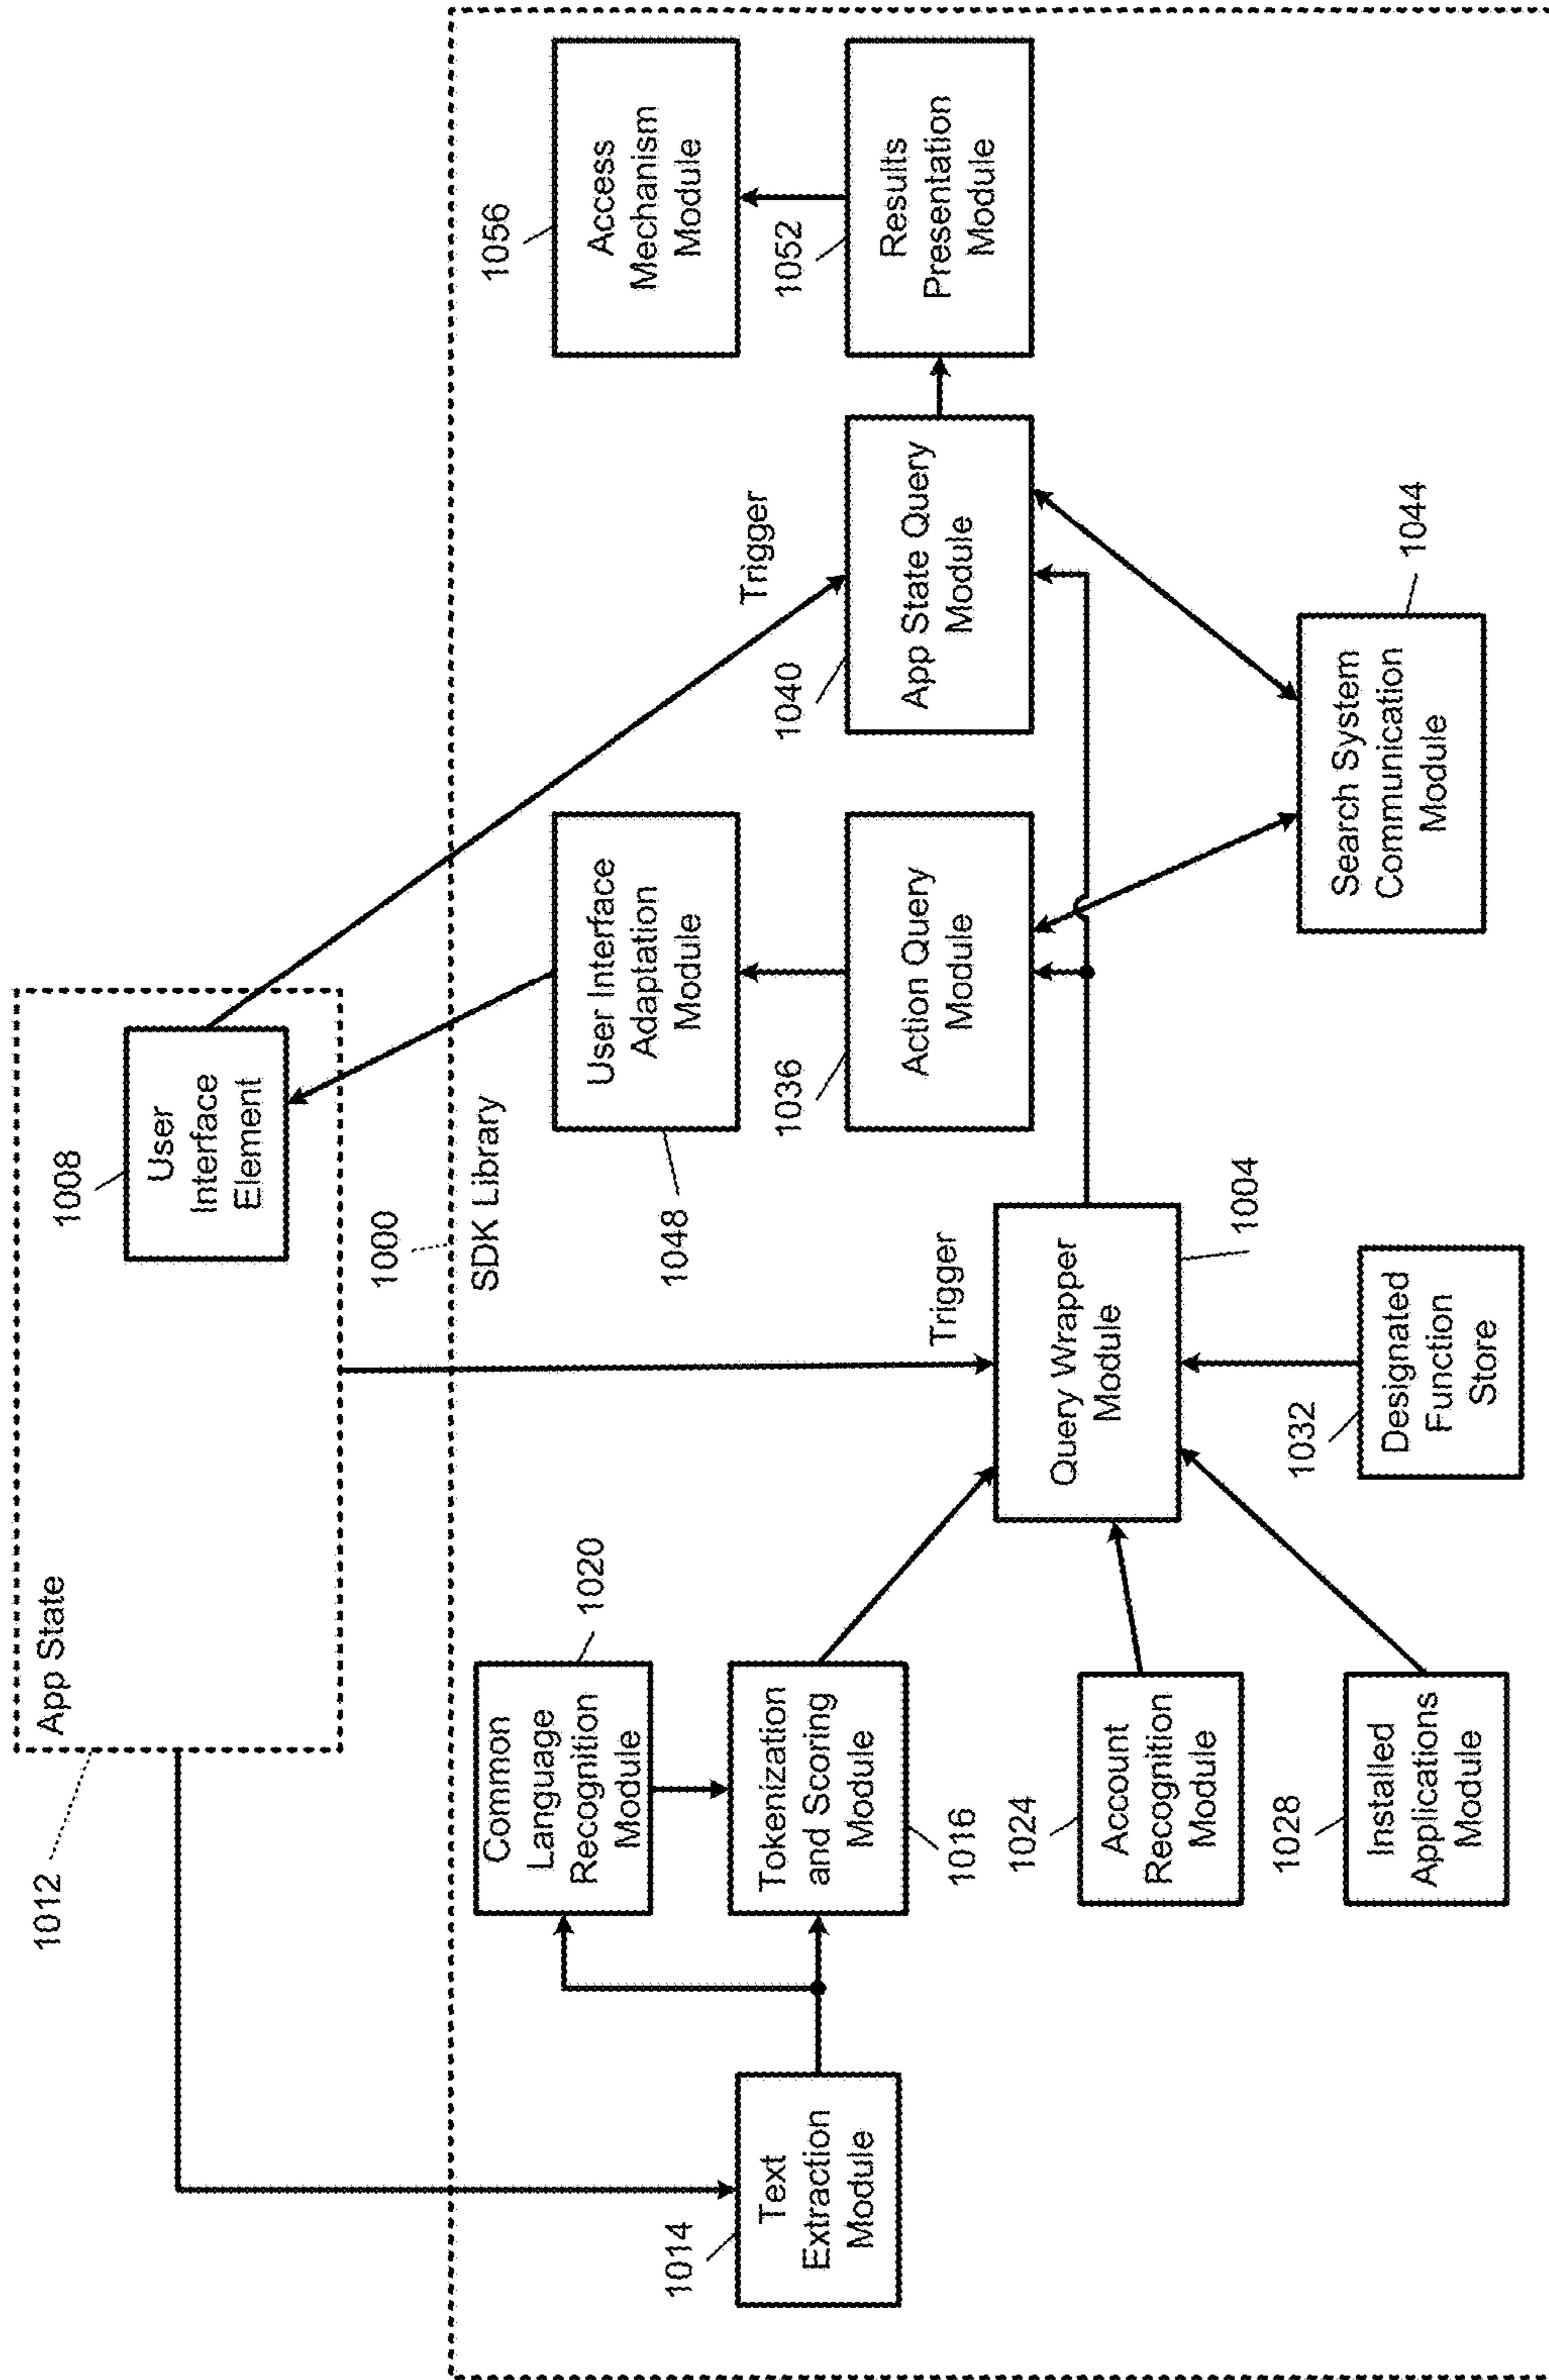 1012
App State
1008
User
Interface
Element
1000
SDK Library
1014
Text
Extraction
Module
Common
Language
Recognition
Module
1020
Tokenization
and Scoring
Module
1016
1024
Account
Recognition
Module
1028
Installed
Applications
Module
Trigger
Query Wrapper
Module
1004
1032
Designated
Function
Store
User Interface
Adaptation
Module
1048
1036
Action Query
Module
Trigger
1040
App State Query
Module
Search System
Communication
Module
1044
1056
Access
Mechanism
Module
1052
Results
Presentation
Module